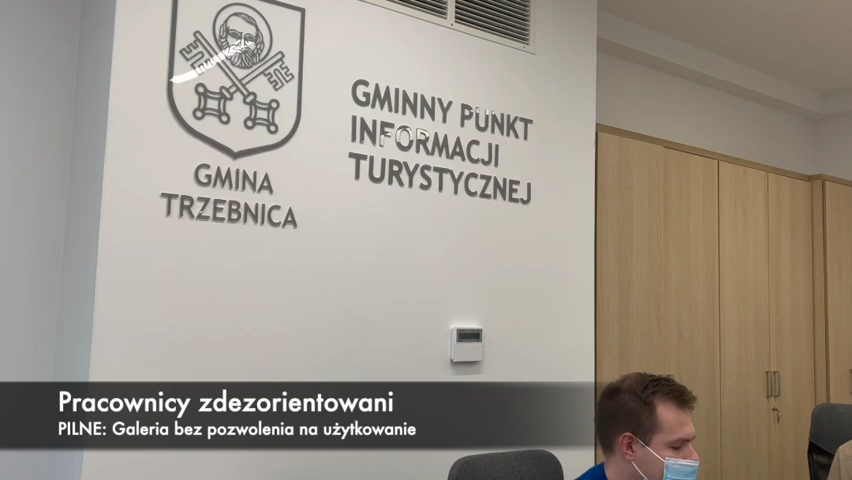 GMINNY PUNKT
INFORMACJI
TURYSTYCZNEJ
GMINA
TRZEBNICA
Pracownicy zdezorientowani
PILNE: Galeria bez pozwolenia na użytkowanie